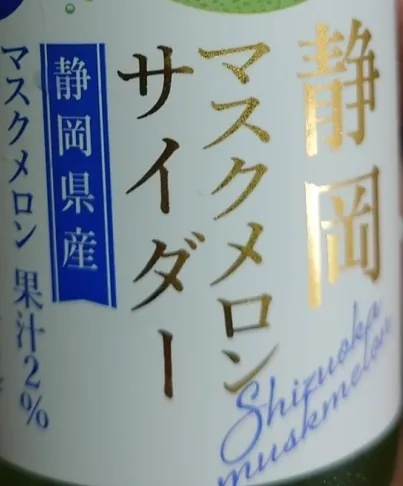 静岡
マスクメロン
サイダー
静岡県産
マスクメロン 果汁2%
Shizuoka
muskmelon